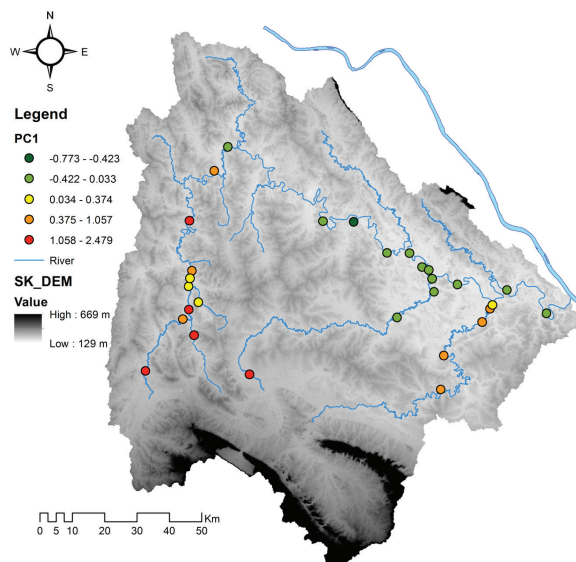 N
W E
S
Legend
PC1
-0.773 - -0.423
-0.422 - 0.033
0.034 - 0.374
0.375 - 1.057
1.058 - 2.479
River
SK_DEM
Value
High : 669 m
Low : 129 m
Km
0 5 10 20 30 40 50